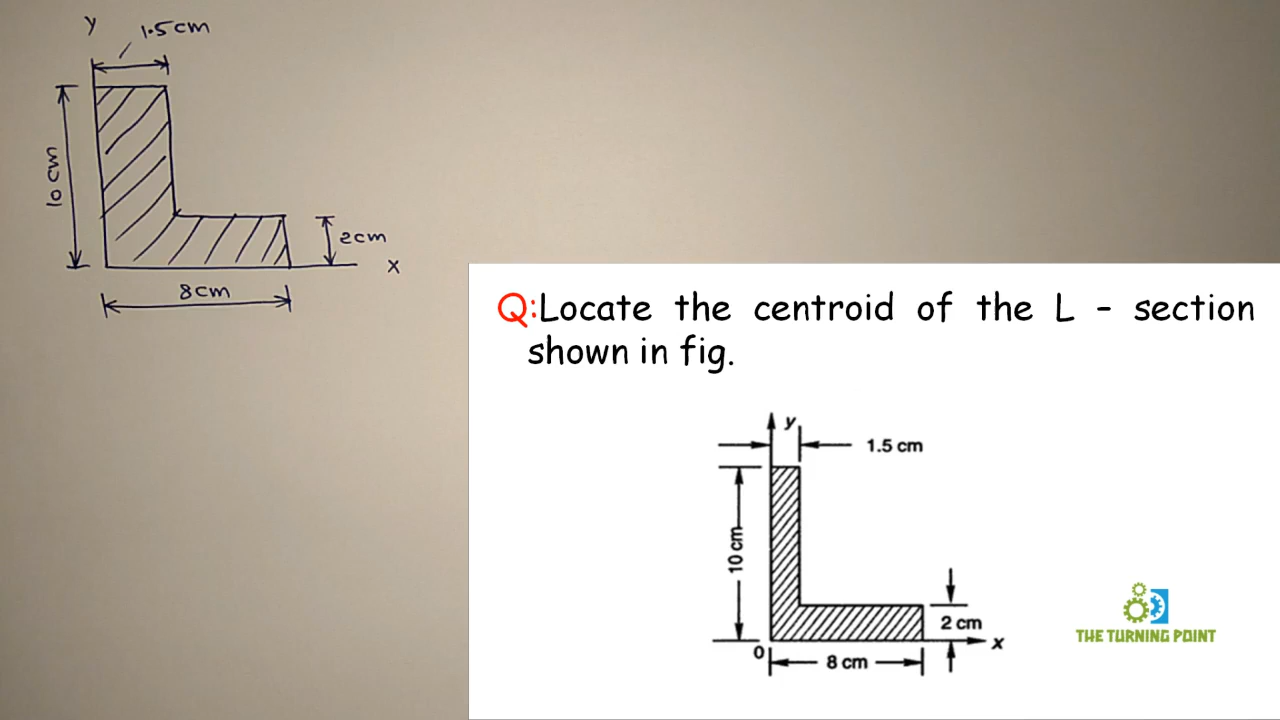 y
1.5cm
10cm
2cm
x
8cm
Q:Locate the centroid of the L - section
shown in fig.
y
1.5 cm
10 cm
2 cm
x
0
8 cm
THE TURNING POINT